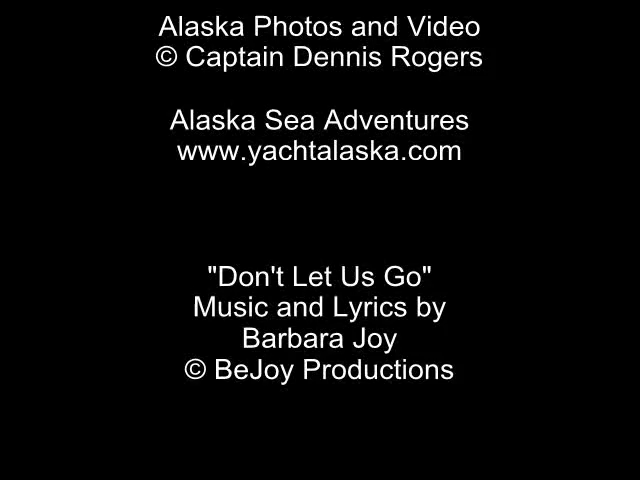 Alaska Photos and Video
© Captain Dennis Rogers
Alaska Sea Adventures
www.yachtalaska.com
"Don't Let Us Go"
Music and Lyrics by
Barbara Joy
© BeJoy Productions